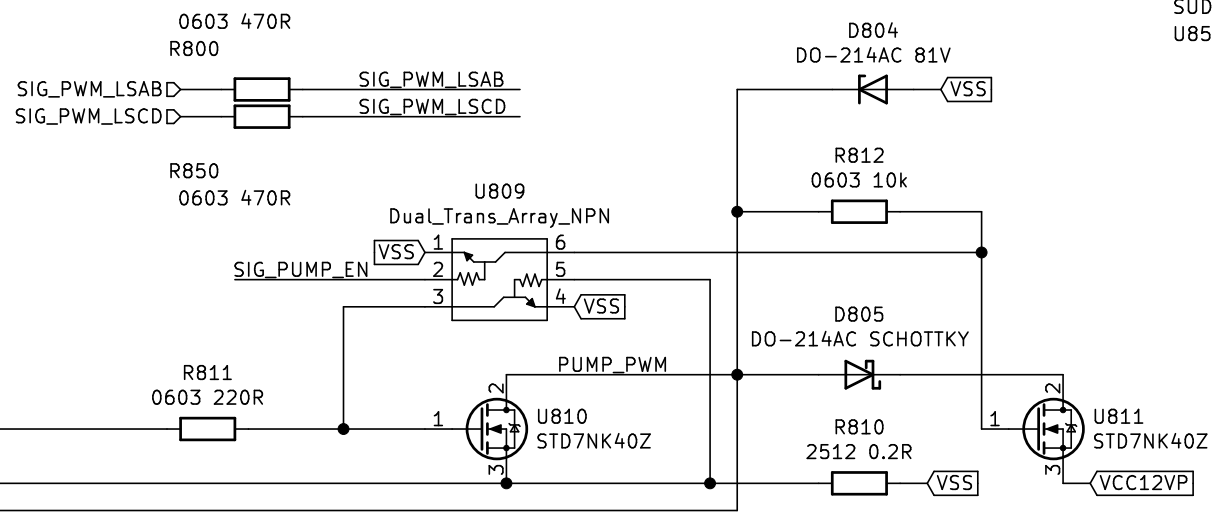 SUD
U85
0603 470R
R800
SIG_PWM_LSAB
SIG_PWM_LSAB
SIG_PWM_LSCD
SIG_PWM_LSCD
R850
0603 470R
D804
DO-214AC 81V
VSS
R812
0603 10k
U809
Dual_Trans_Array_NPN
VSS
1
6
SIG_PUMP_EN
2
5
3
4
VSS
D805
DO-214AC SCHOTTKY
PUMP_PWM
R811
0603 220R
1
2
U810
STD7NK40Z
3
R810
2512 0.2R
VSS
1
2
U811
STD7NK40Z
3
VCC12VP